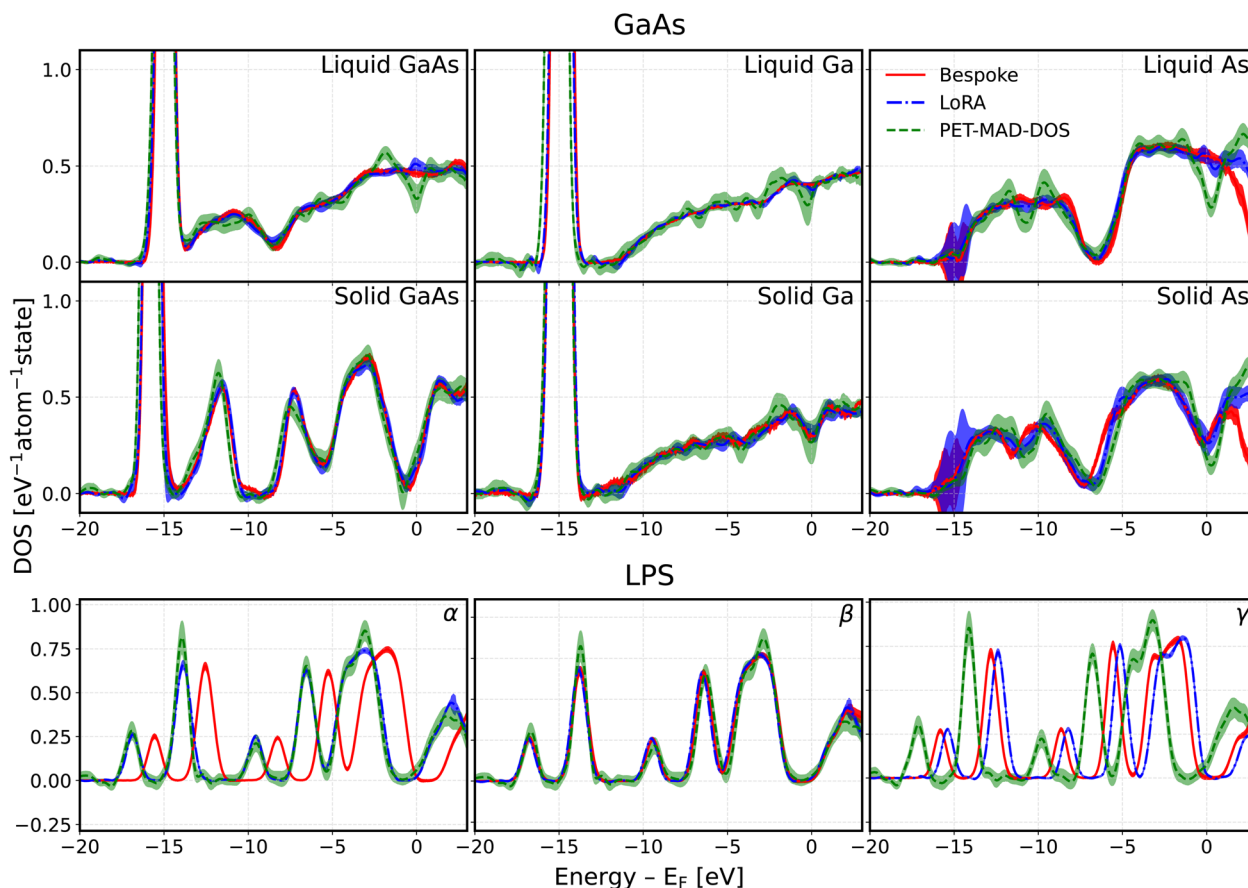 GaAs
Liquid GaAs
Liquid Ga
Liquid As
Bespoke
LoRA
PET-MAD-DOS
1.0
0.5
0.0
Solid GaAs
Solid Ga
Solid As
1.0
0.5
0.0
−20 −15 −10 −5 0
−20 −15 −10 −5 0
−20 −15 −10 −5 0
DOS [eV⁻¹atom⁻¹state]
LPS
α
β
γ
1.00
0.75
0.50
0.25
0.00
−0.25
−20 −15 −10 −5 0
−20 −15 −10 −5 0
−20 −15 −10 −5 0
Energy – E_F [eV]